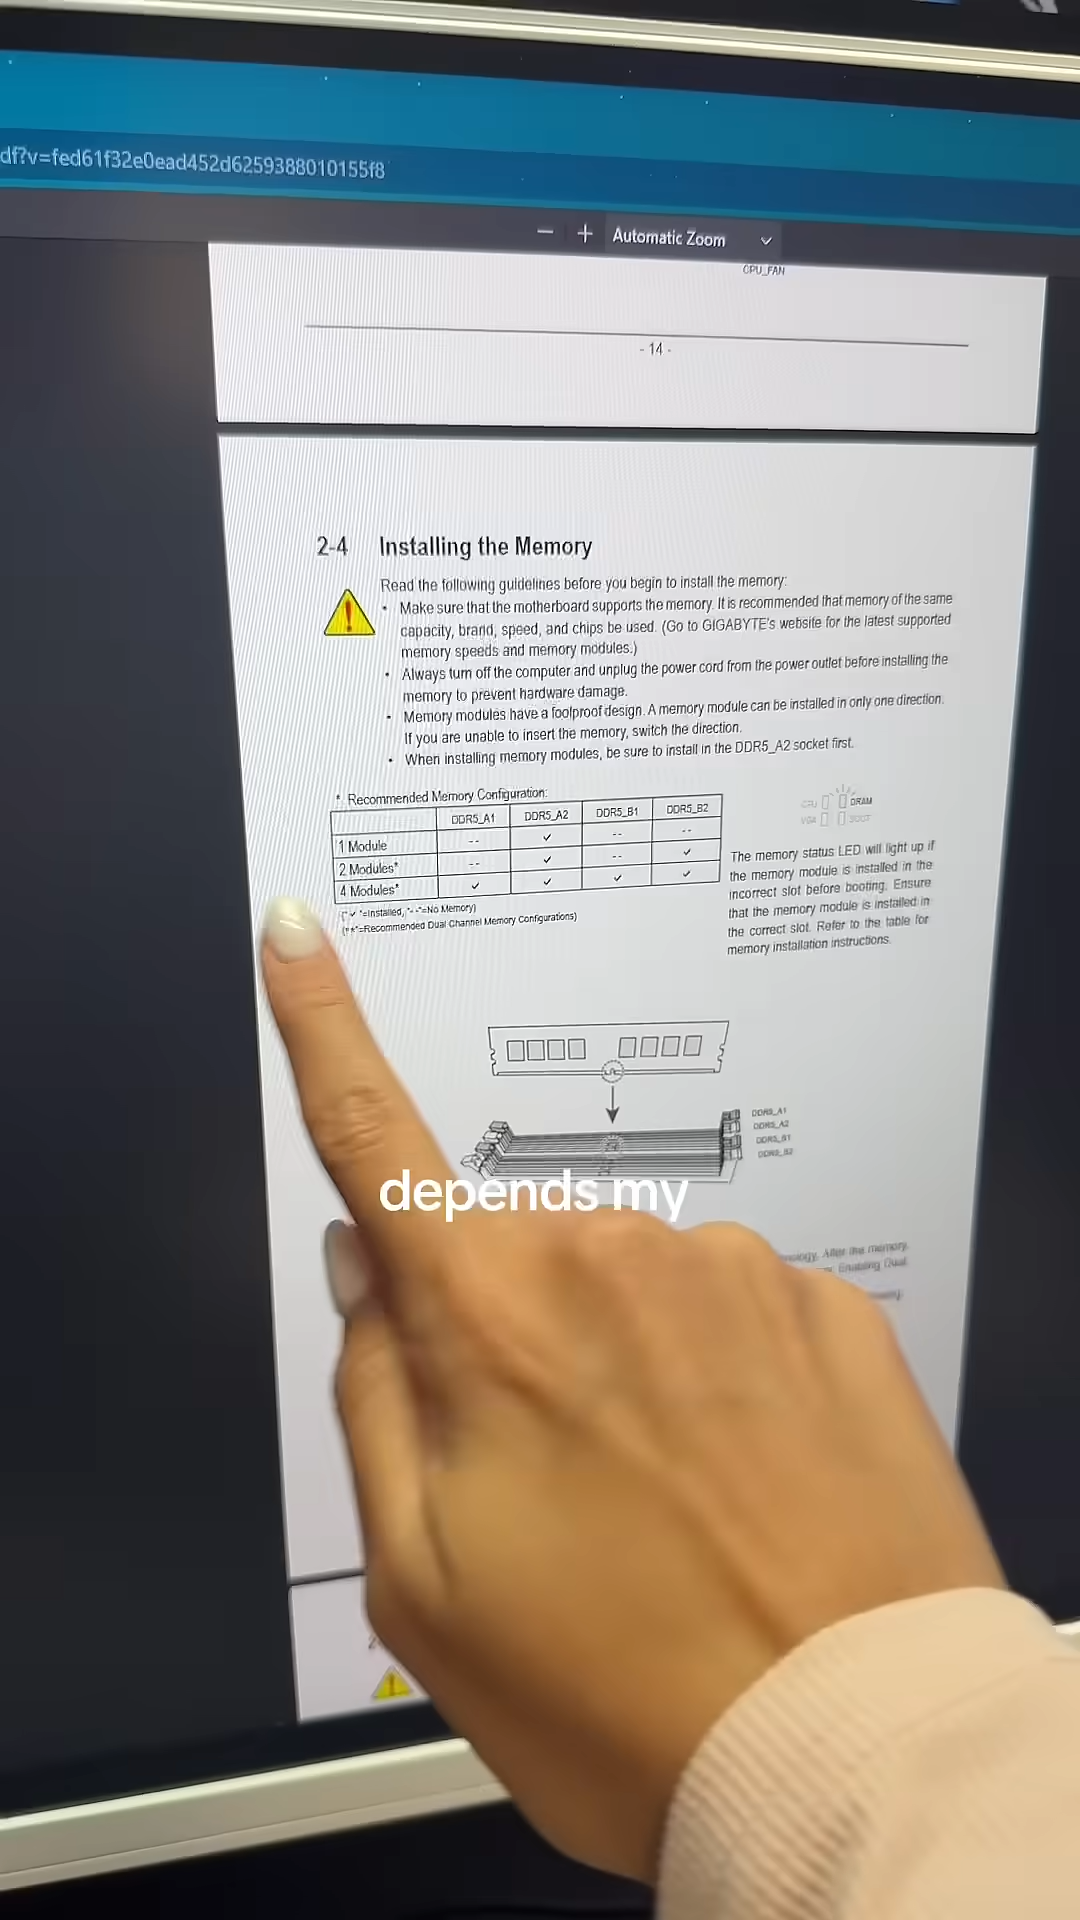 df?v=fed61f32e0ead452d6259388010155f8
Automatic Zoom
CPU_FAN
- 14 -
2-4 Installing the Memory
Read the following guidelines before you begin to install the memory:
• Make sure that the motherboard supports the memory. It is recommended that memory of the same
capacity, brand, speed, and chips be used. (Go to GIGABYTE's website for the latest supported
memory speeds and memory modules.)
• Always turn off the computer and unplug the power cord from the power outlet before installing the
memory to prevent hardware damage.
• Memory modules have a foolproof design. A memory module can be installed in only one direction.
If you are unable to insert the memory, switch the direction.
• When installing memory modules, be sure to install in the DDR5_A2 socket first.
* Recommended Memory Configuration:
DDR5_A1 DDR5_A2 DDR5_B1 DDR5_B2
1 Module -- ✓ -- --
2 Modules* -- ✓ -- ✓
4 Modules* ✓ ✓ ✓ ✓
("✓"=Installed, "--"=No Memory)
("*"=Recommended Dual Channel Memory Configurations)
CPU DRAM
VGA BOOT
The memory status LED will light up if
the memory module is installed in the
incorrect slot before booting. Ensure
that the memory module is installed in
the correct slot. Refer to the table for
memory installation instructions.
DDR5_A1
DDR5_A2
DDR5_B1
DDR5_B2
depends my
After the memory
Enabling Dual